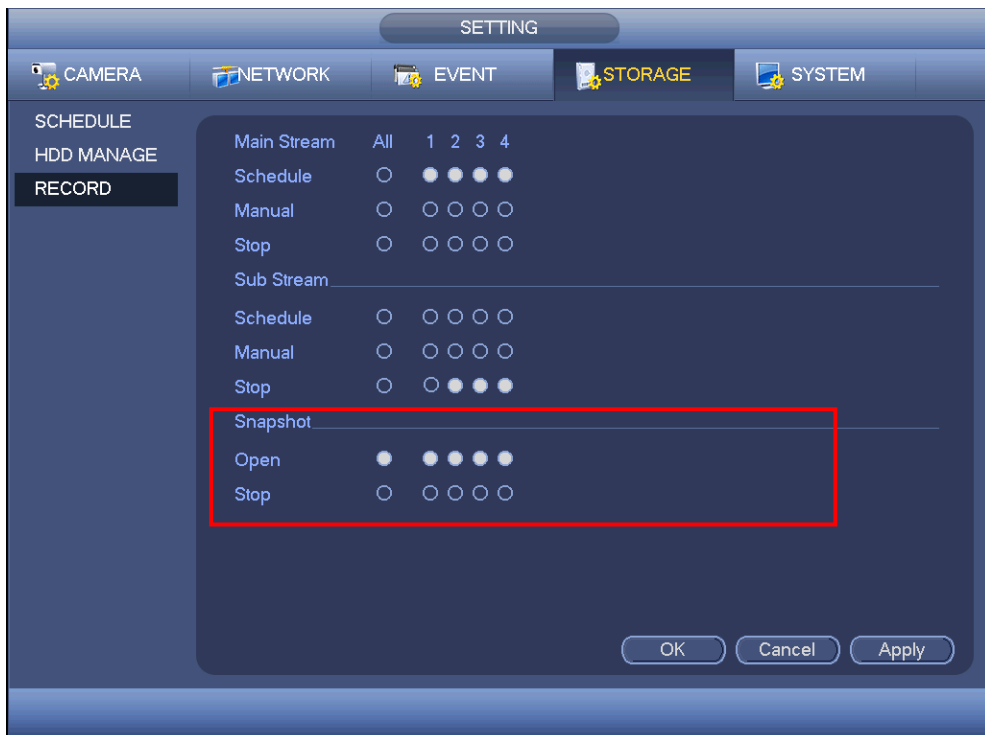 SETTING
CAMERA NETWORK EVENT STORAGE SYSTEM
SCHEDULE
HDD MANAGE
RECORD
Main Stream All 1 2 3 4
Schedule
Manual
Stop
Sub Stream
Schedule
Manual
Stop
Snapshot
Open
Stop
OK Cancel Apply